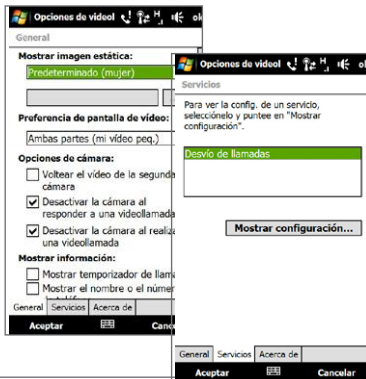 Opciones de videol
General
Mostrar imagen estática:
Predeterminado (mujer)
Preferencia de pantalla de vídeo:
Ambas partes (mi vídeo peq.)
Opciones de cámara:
Voltear el vídeo de la segunda
cámara
Desactivar la cámara al
responder a una videollamada
Desactivar la cámara al realiza
una videollamada
Mostrar información:
Mostrar temporizador de llam
Mostrar el nombre o el númer
General Servicios Acerca de
Aceptar Cance
Opciones de videol
Servicios
Para ver la config. de un servicio,
selecciónelo y puntee en "Mostrar
configuración".
Desvío de llamadas
Mostrar configuración...
General Servicios Acerca de
Aceptar Cancelar